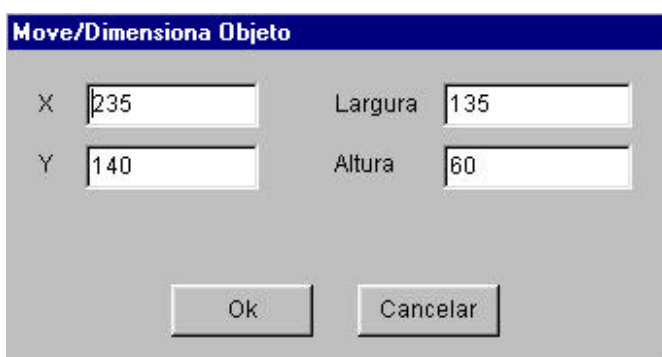 Move/Dimensiona Objeto
X 235 Largura 135
Y 140 Altura 60
Ok Cancelar